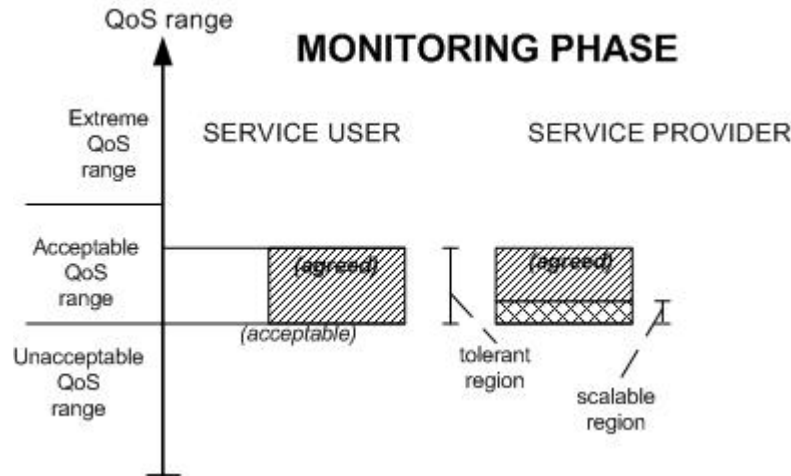 QoS range
MONITORING PHASE
Extreme
QoS
range
SERVICE USER
SERVICE PROVIDER
Acceptable
QoS
range
(agreed)
(agreed)
(acceptable)
Unacceptable
QoS
range
tolerant
region
scalable
region